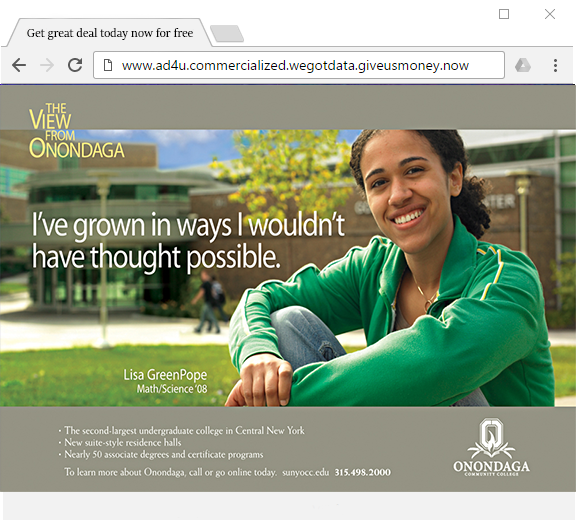 Get great deal today now for free
www.ad4u.commercialized.wegotdata.giveusmoney.now
THE
VIEW
FROM
ONONDAGA
I've grown in ways I wouldn't
have thought possible.
Lisa GreenPope
Math/Science '08
• The second-largest undergraduate college in Central New York
• New suite-style residence halls
• Nearly 50 associate degrees and certificate programs
To learn more about Onondaga, call or go online today. sunyocc.edu 315.498.2000
ONONDAGA
COMMUNITY COLLEGE